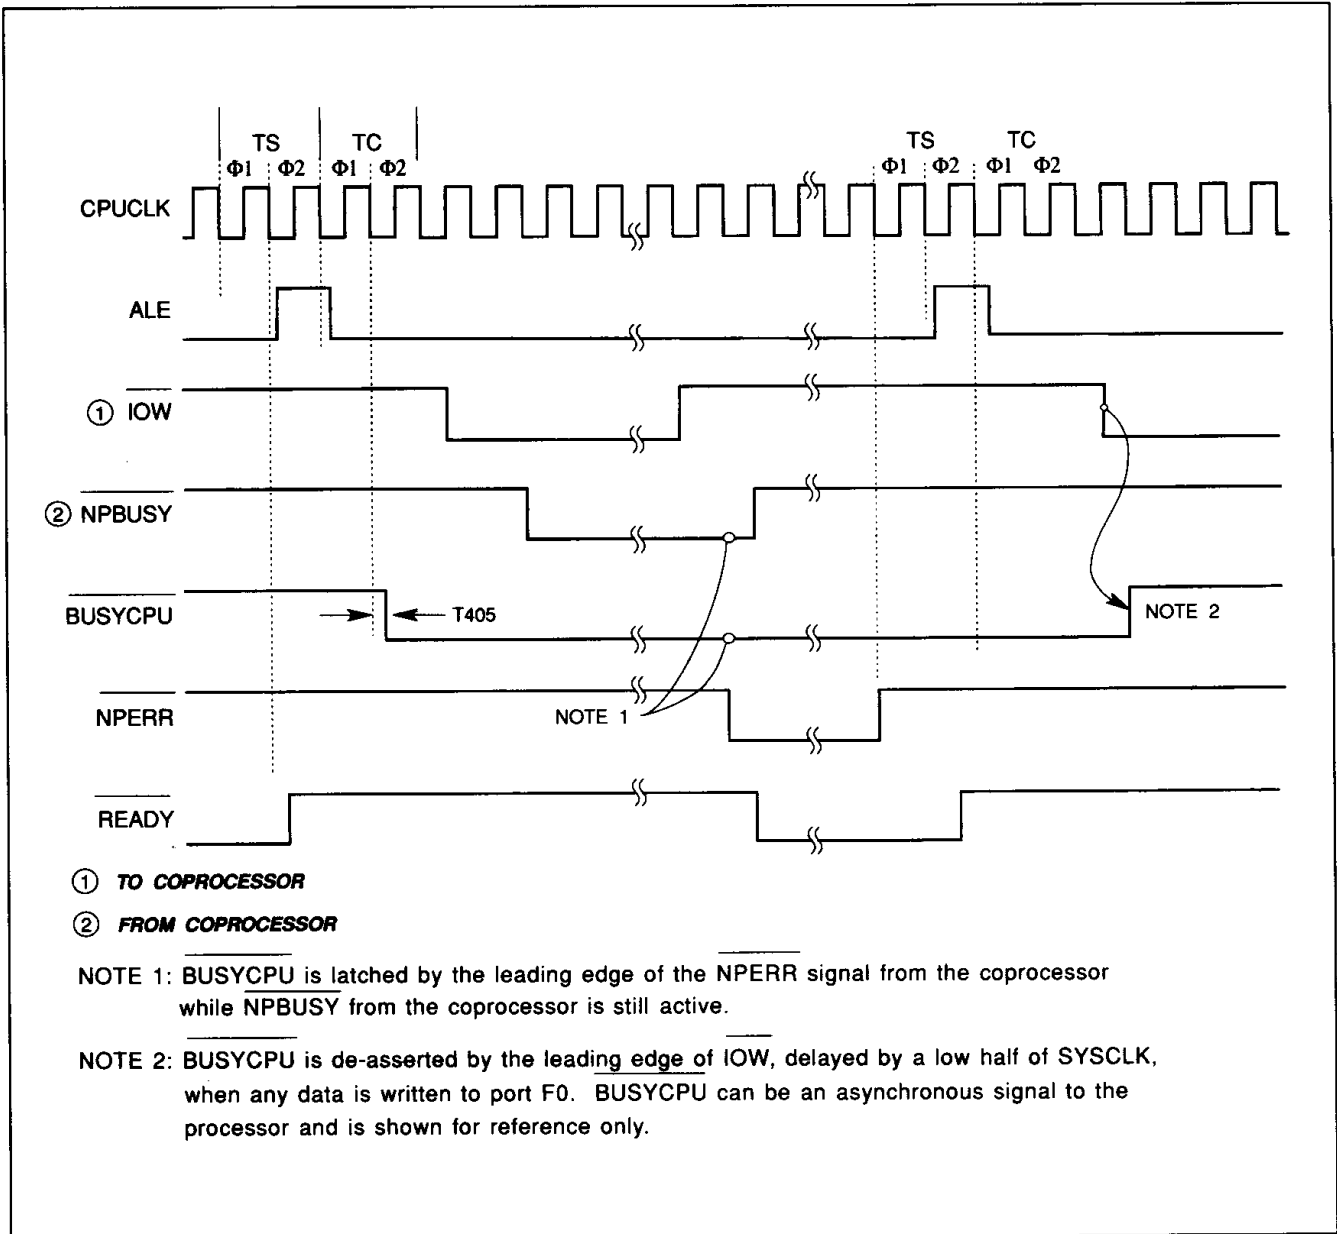 TS TC TS TC
Φ1 Φ2 Φ1 Φ2 Φ1 Φ2 Φ1 Φ2
CPUCLK
ALE
① IOW
② NPBUSY
BUSYCPU T405 NOTE 2
NPERR NOTE 1
READY
① TO COPROCESSOR
② FROM COPROCESSOR
NOTE 1: BUSYCPU is latched by the leading edge of the NPERR signal from the coprocessor
while NPBUSY from the coprocessor is still active.
NOTE 2: BUSYCPU is de-asserted by the leading edge of IOW, delayed by a low half of SYSCLK,
when any data is written to port F0. BUSYCPU can be an asynchronous signal to the
processor and is shown for reference only.